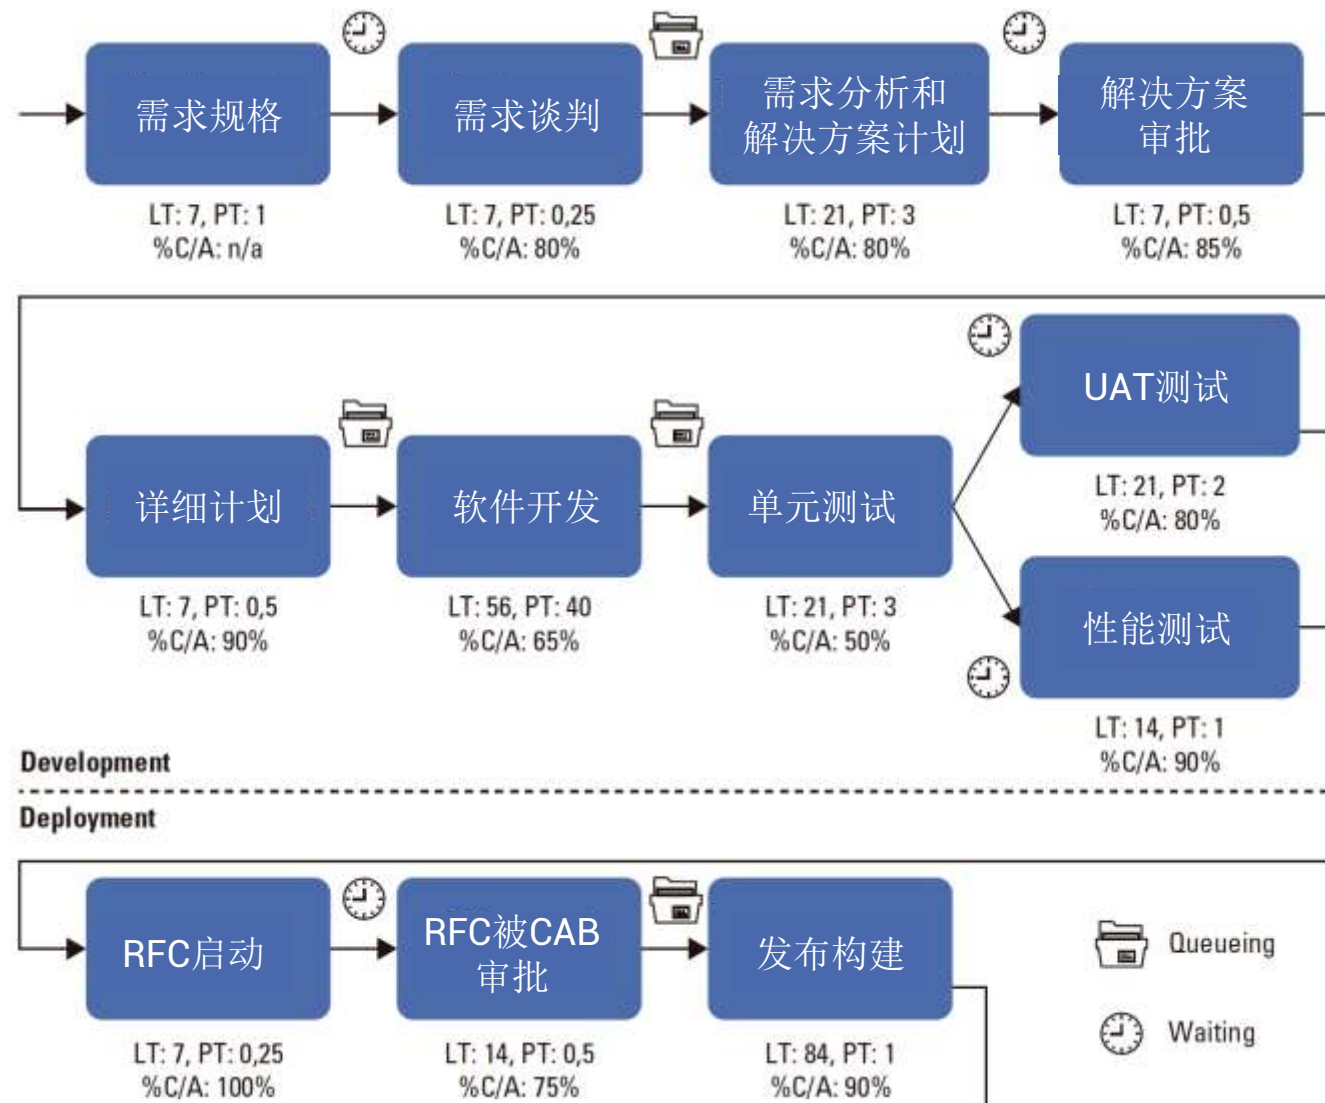 需求规格
LT: 7, PT: 1
%C/A: n/a
需求谈判
LT: 7, PT: 0,25
%C/A: 80%
需求分析和
解决方案计划
LT: 21, PT: 3
%C/A: 80%
解决方案
审批
LT: 7, PT: 0,5
%C/A: 85%
详细计划
LT: 7, PT: 0,5
%C/A: 90%
软件开发
LT: 56, PT: 40
%C/A: 65%
单元测试
LT: 21, PT: 3
%C/A: 50%
UAT测试
LT: 21, PT: 2
%C/A: 80%
性能测试
LT: 14, PT: 1
%C/A: 90%
Development
Deployment
RFC启动
LT: 7, PT: 0,25
%C/A: 100%
RFC被CAB
审批
LT: 14, PT: 0,5
%C/A: 75%
发布构建
LT: 84, PT: 1
%C/A: 90%
Queueing
Waiting